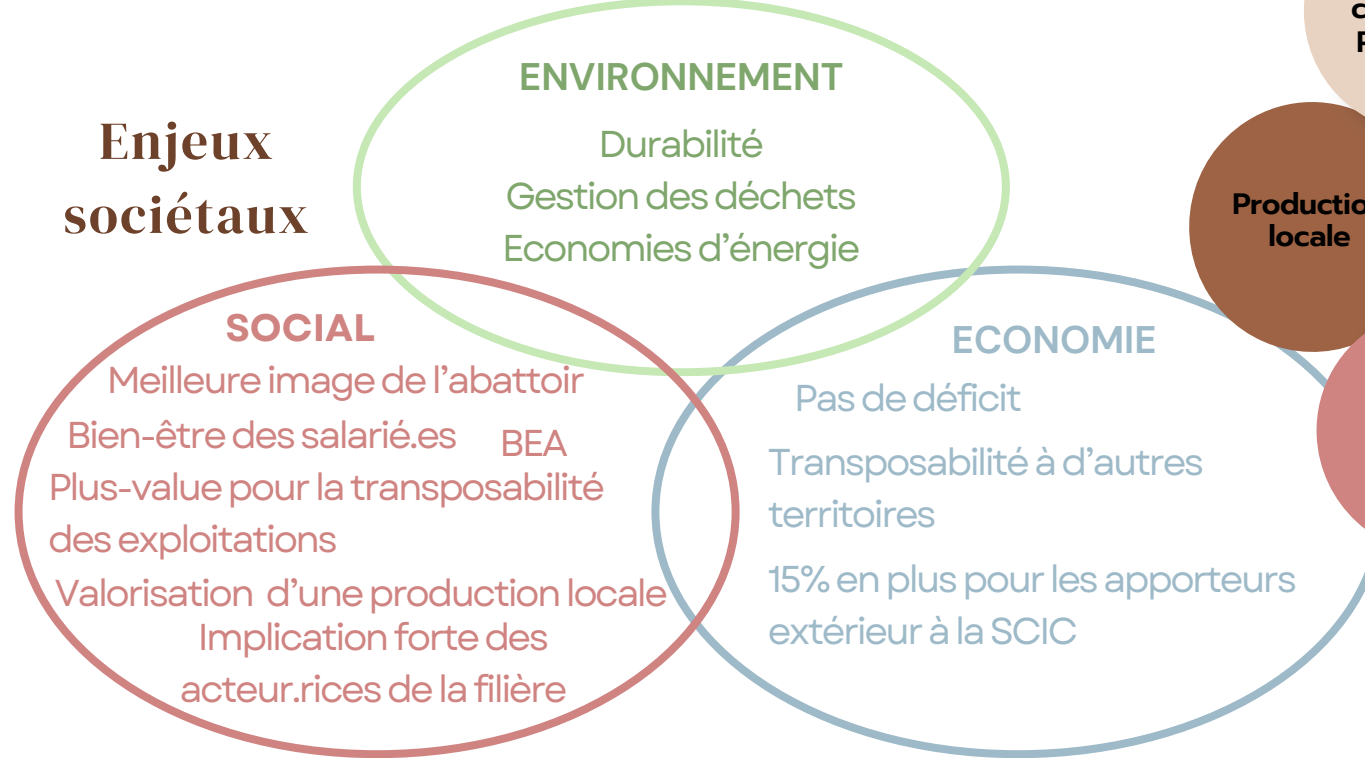 Enjeux
sociétaux
ENVIRONNEMENT
Durabilité
Gestion des déchets
Economies d'énergie
SOCIAL
Meilleure image de l'abattoir
Bien-être des salarié.es
BEA
Plus-value pour la transposabilité
des exploitations
Valorisation d'une production locale
Implication forte des
acteur.rices de la filière
ECONOMIE
Pas de déficit
Transposabilité à d'autres
territoires
15% en plus pour les apporteurs
extérieur à la SCIC
locale